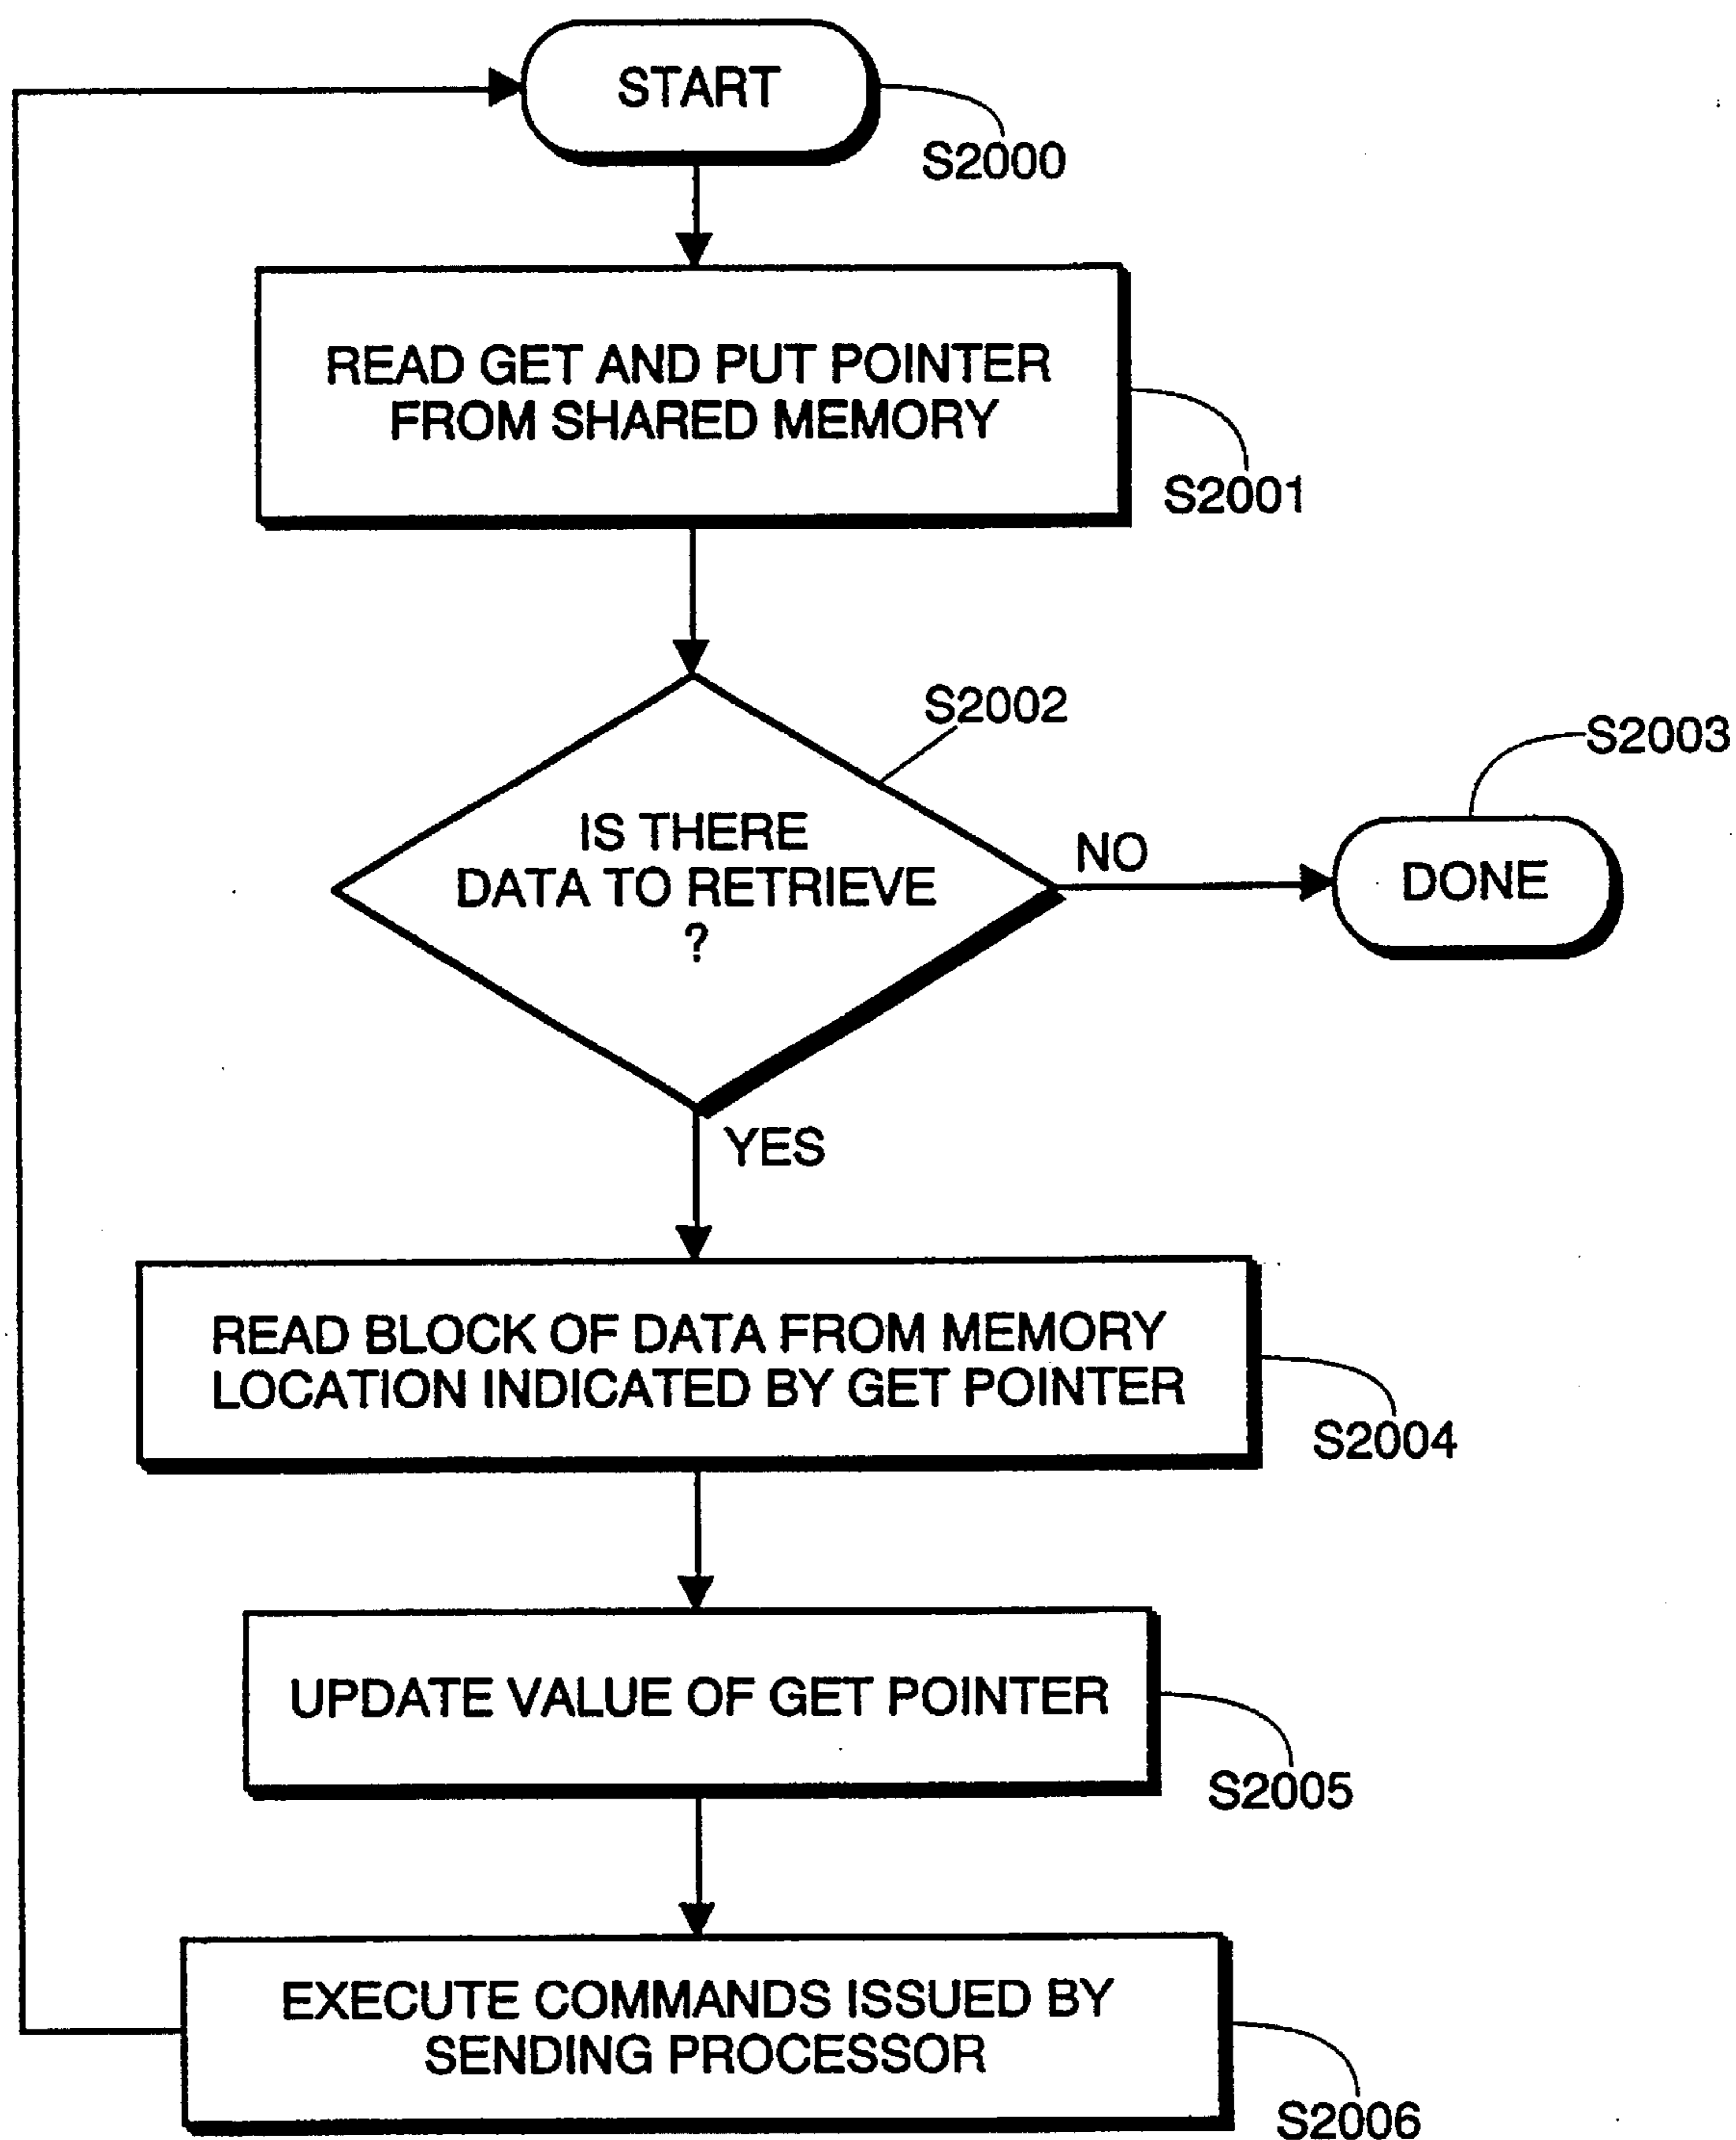 START
S2000
READ GET AND PUT POINTER
FROM SHARED MEMORY
S2001
S2002
S2003
IS THERE
DATA TO RETRIEVE
?
NO
DONE
YES
READ BLOCK OF DATA FROM MEMORY
LOCATION INDICATED BY GET POINTER
S2004
UPDATE VALUE OF GET POINTER
S2005
EXECUTE COMMANDS ISSUED BY
SENDING PROCESSOR
S2006